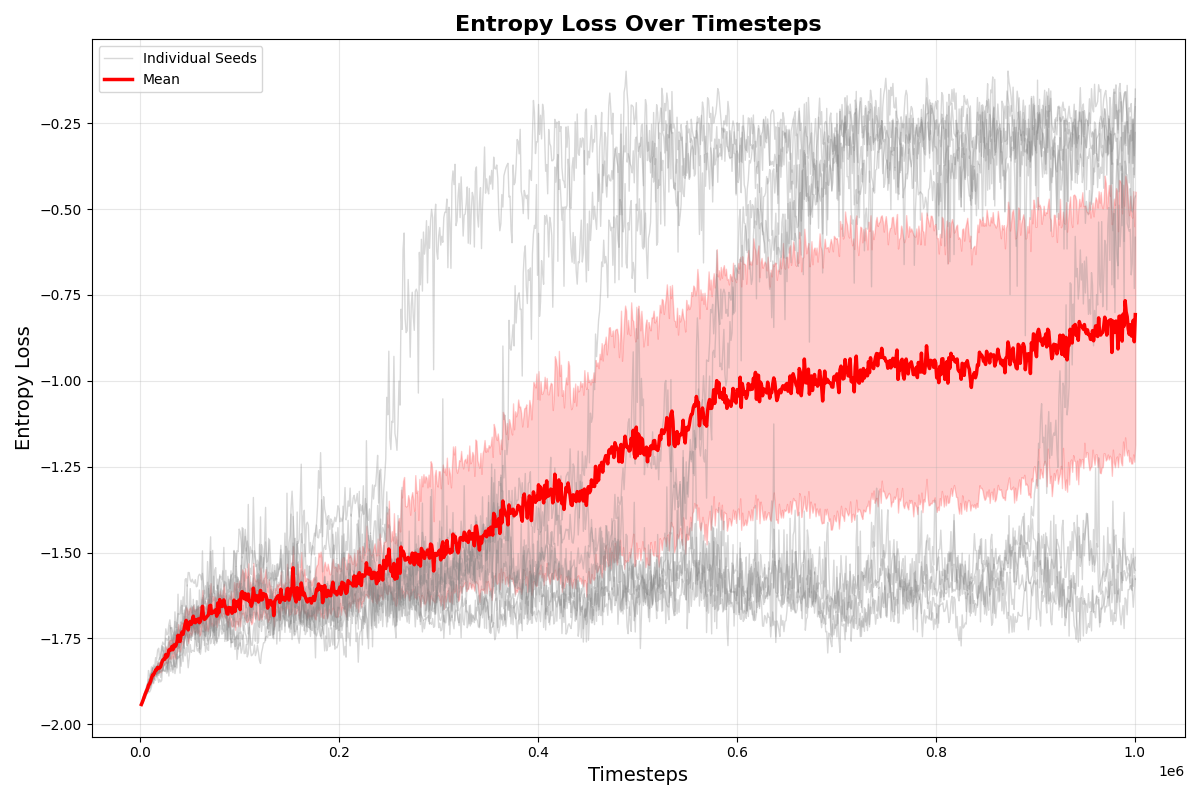 Entropy Loss Over Timesteps
Individual Seeds
Mean
Entropy Loss
−0.25
−0.50
−0.75
−1.00
−1.25
−1.50
−1.75
−2.00
0.0 0.2 0.4 0.6 0.8 1.0
1e6
Timesteps